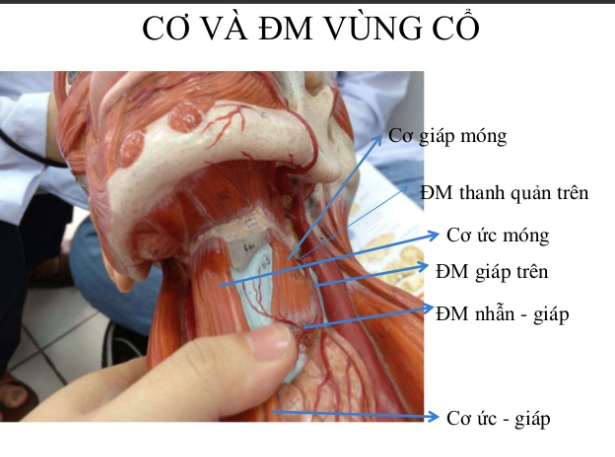 CƠ VÀ ĐM VÙNG CỔ
Cơ giáp móng
ĐM thanh quản trên
Cơ ức móng
ĐM giáp trên
ĐM nhẫn - giáp
Cơ ức - giáp